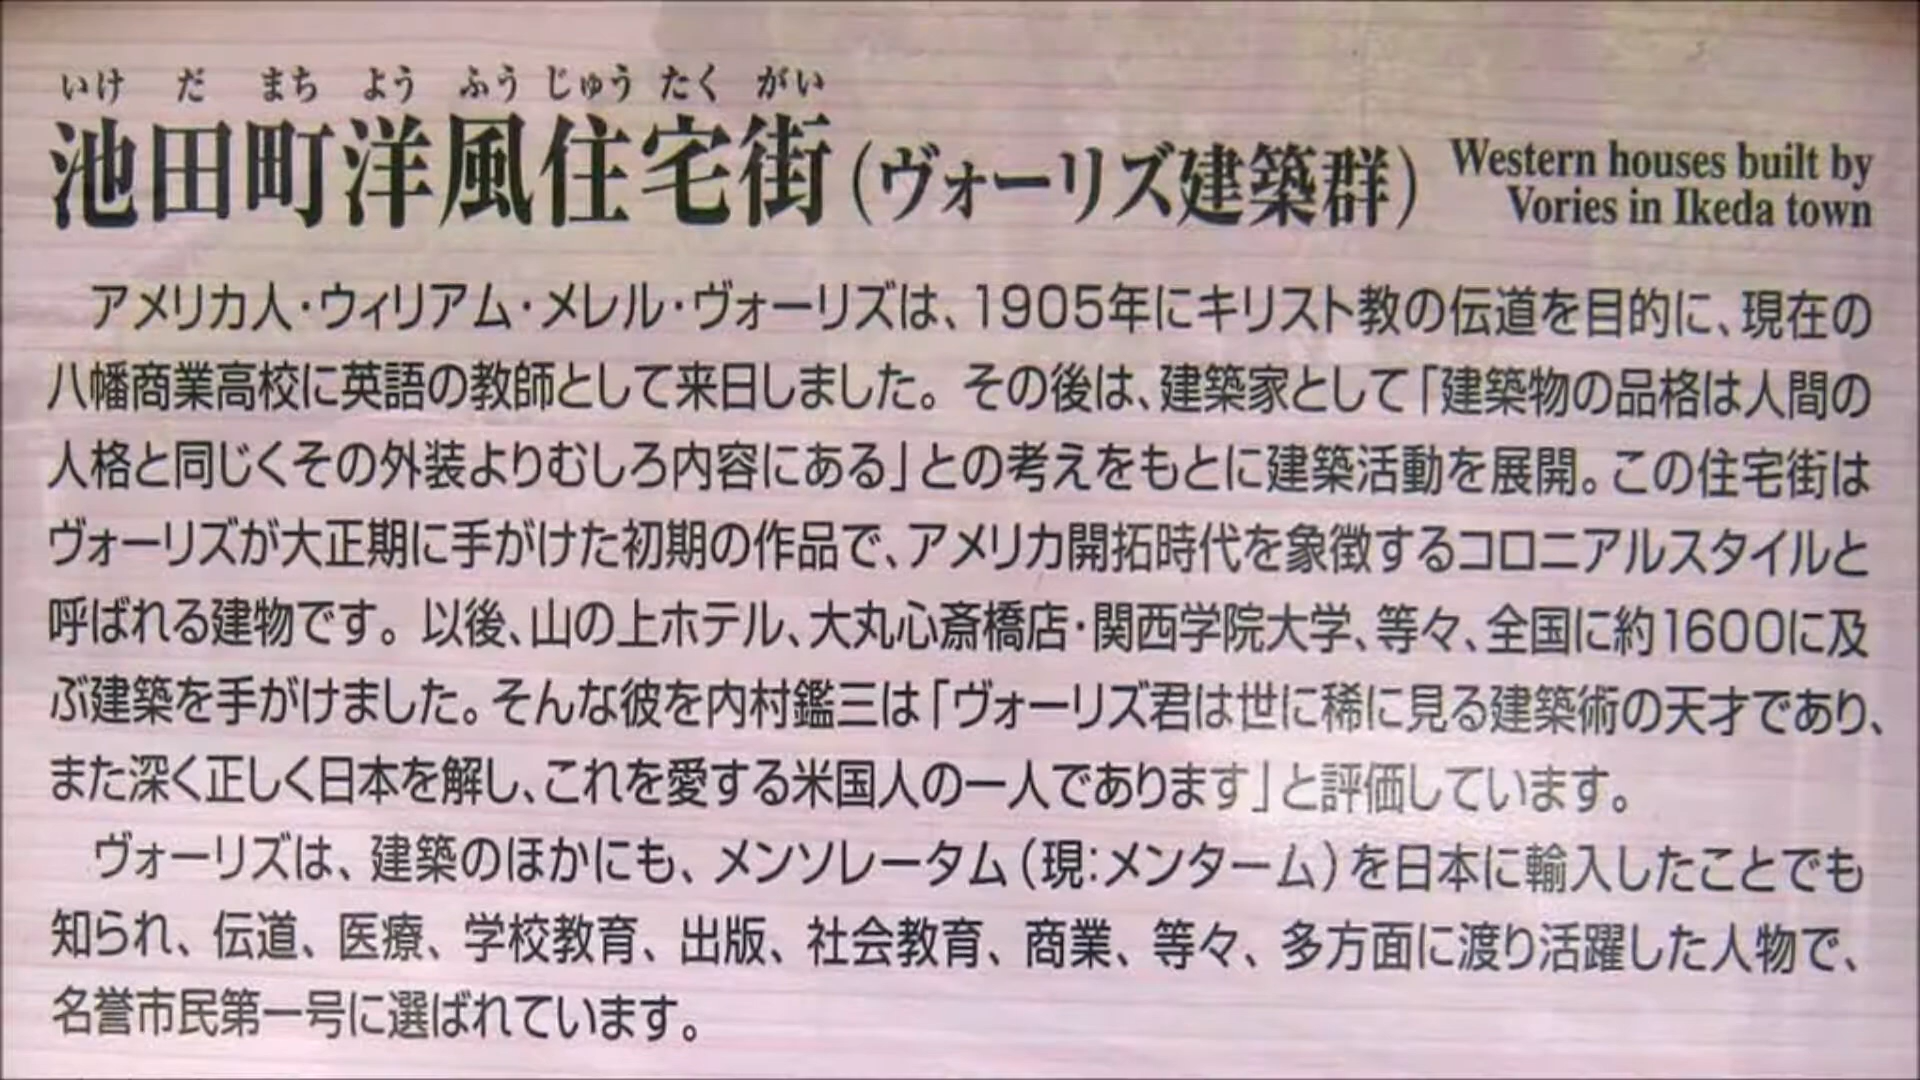 いけ だ まち よう ふう じゅう たく がい
池田町洋風住宅街(ヴォーリズ建築群)
Western houses built by
Vories in Ikeda town
アメリカ人・ウィリアム・メレル・ヴォーリズは、1905年にキリスト教の伝道を目的に、現在の
八幡商業高校に英語の教師として来日しました。その後は、建築家として「建築物の品格は人間の
人格と同じくその外装よりむしろ内容にある」との考えをもとに建築活動を展開。この住宅街は
ヴォーリズが大正期に手がけた初期の作品で、アメリカ開拓時代を象徴するコロニアルスタイルと
呼ばれる建物です。以後、山の上ホテル、大丸心斎橋店・関西学院大学、等々、全国に約1600に及
ぶ建築を手がけました。そんな彼を内村鑑三は「ヴォーリズ君は世に稀に見る建築術の天才であり、
また深く正しく日本を解し、これを愛する米国人の一人であります」と評価しています。
ヴォーリズは、建築のほかにも、メンソレータム(現:メンターム)を日本に輸入したことでも
知られ、伝道、医療、学校教育、出版、社会教育、商業、等々、多方面に渡り活躍した人物で、
名誉市民第一号に選ばれています。